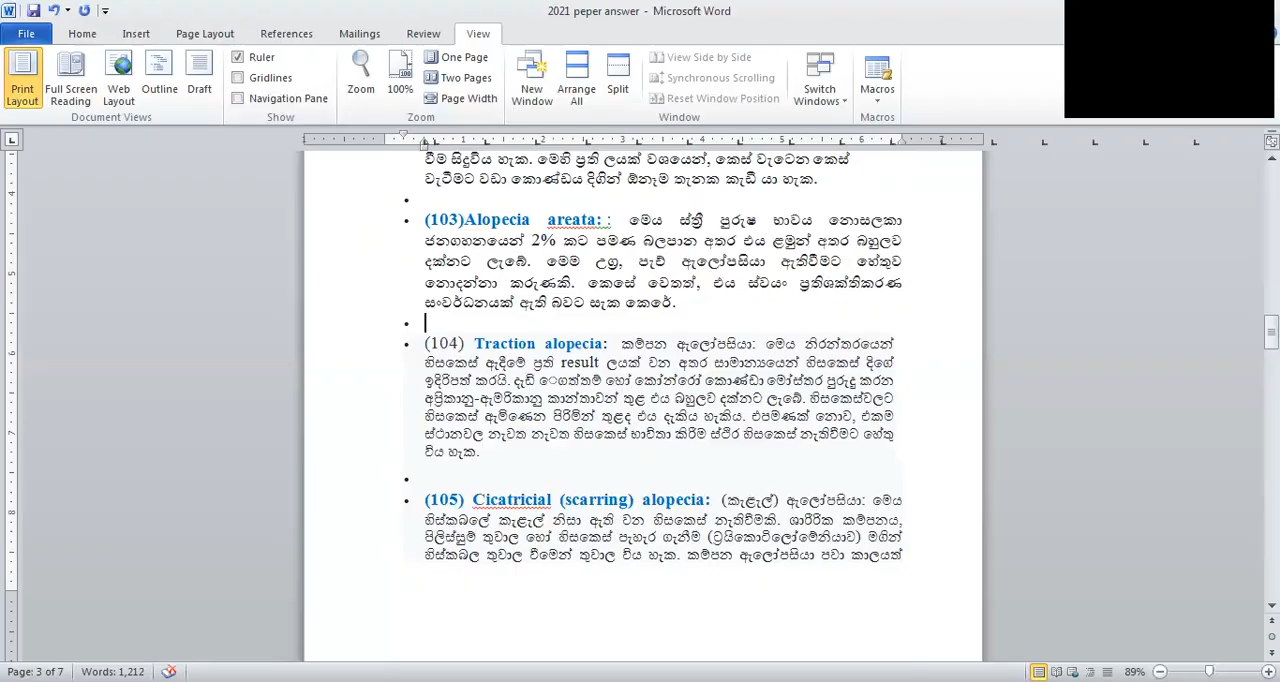 2021 peper answer - Microsoft Word
File Home Insert Page Layout References Mailings Review View
Print Layout
Full Screen Reading
Web Layout
Outline
Draft
Document Views
Ruler
Gridlines
Navigation Pane
Show
Zoom
100%
One Page
Two Pages
Page Width
Zoom
New Window
Arrange All
Split
View Side by Side
Synchronous Scrolling
Reset Window Position
Window
Switch Windows
Macros
Macros
වීම සිදුවිය හැක. මෙහි ප්‍රති ලයක් වශයෙන්, කෙස් වැටෙන කෙස්
වැටීමට වඩා කොණ්ඩය දිගින් ඕනෑම තැනක කැඩී යා හැක.
(103)Alopecia areata: : මෙය ස්ත්‍රී පුරුෂ භාවය නොසලකා
ජනගහනයෙන් 2% කට පමණ බලපාන අතර එය ළමුන් අතර බහුලව
දක්නට ලැබේ. මෙම උග්‍ර, පැච් ඇලෝපසියා ඇතිවීමට හේතුව
නොදන්නා කරුණකි. කෙසේ වෙතත්, එය ස්වයං ප්‍රතිශක්තිකරණ
සංවර්ධනයක් ඇති බවට සැක කෙරේ.
(104) Traction alopecia: කම්පන ඇලෝපසියා: මෙය නිරන්තරයෙන්
හිසකෙස් ඇදීමේ ප්‍රති result ලයක් වන අතර සාමාන්‍යයෙන් හිසකෙස් දිගේ
ඉදිරිපත් කරයි. දැඩි ෙගත්තම් හෝ කෝන්රෝ කොණ්ඩා මෝස්තර පුරුදු කරන
අප්‍රිකානු-ඇමරිකානු කාන්තාවන් තුළ එය බහුලව දක්නට ලැබේ. හිසකෙස්වලට
හිසකෙස් ඇමිණෙන පිරිමින් තුළද එය දැකිය හැකිය. එපමණක් නොව, එකම
ස්ථානවල නැවත නැවත හිසකෙස් භාවිතා කිරීම ස්ථිර හිසකෙස් නැතිවීමට හේතු
විය හැක.
(105) Cicatricial (scarring) alopecia: (කැළැල්) ඇලෝපසියා: මෙය
හිස්කබලේ කැළැල් නිසා ඇති වන හිසකෙස් නැතිවීමකි. ශාරීරික කම්පනය,
පිලිස්සුම් තුවාල හෝ හිසකෙස් පැහැර ගැනීම (ට්‍රයිකොටිලෝමේනියාව) මගින්
හිස්කබල තුවාල වීමෙන් තුවාල විය හැක. කම්පන ඇලෝපසියා පවා කාලයත්
Page: 3 of 7 Words: 1,212 89%